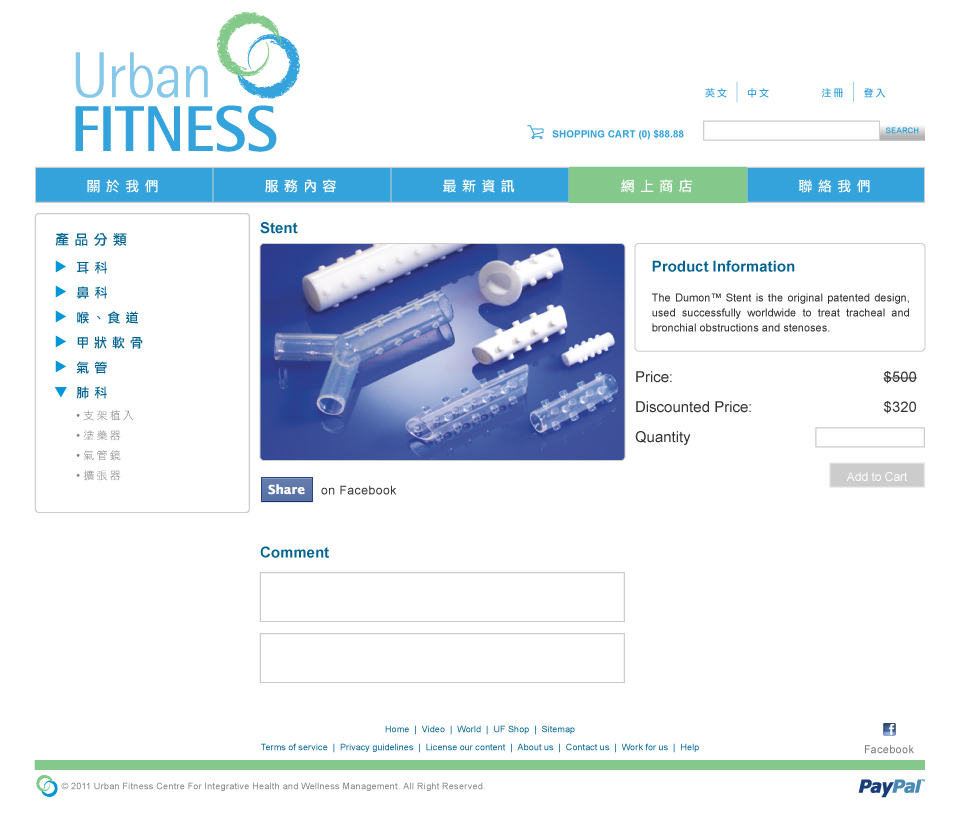 Urban
FITNESS
英文 中文 注冊 登入
SHOPPING CART (0) $88.88 SEARCH
關於我們 服務內容 最新資訊 網上商店 聯絡我們
產品分類
耳科
鼻科
喉、食道
甲狀軟骨
氣管
肺科
•支架植入
•塗藥器
•氣管鏡
•擴張器
Stent
Share on Facebook
Product Information
The Dumon™ Stent is the original patented design,
used successfully worldwide to treat tracheal and
bronchial obstructions and stenoses.
Price: $500
Discounted Price: $320
Quantity
Add to Cart
Comment
Home | Video | World | UF Shop | Sitemap
Terms of service | Privacy guidelines | License our content | About us | Contact us | Work for us | Help
f
Facebook
© 2011 Urban Fitness Centre For Integrative Health and Wellness Management. All Right Reserved.
PayPal™